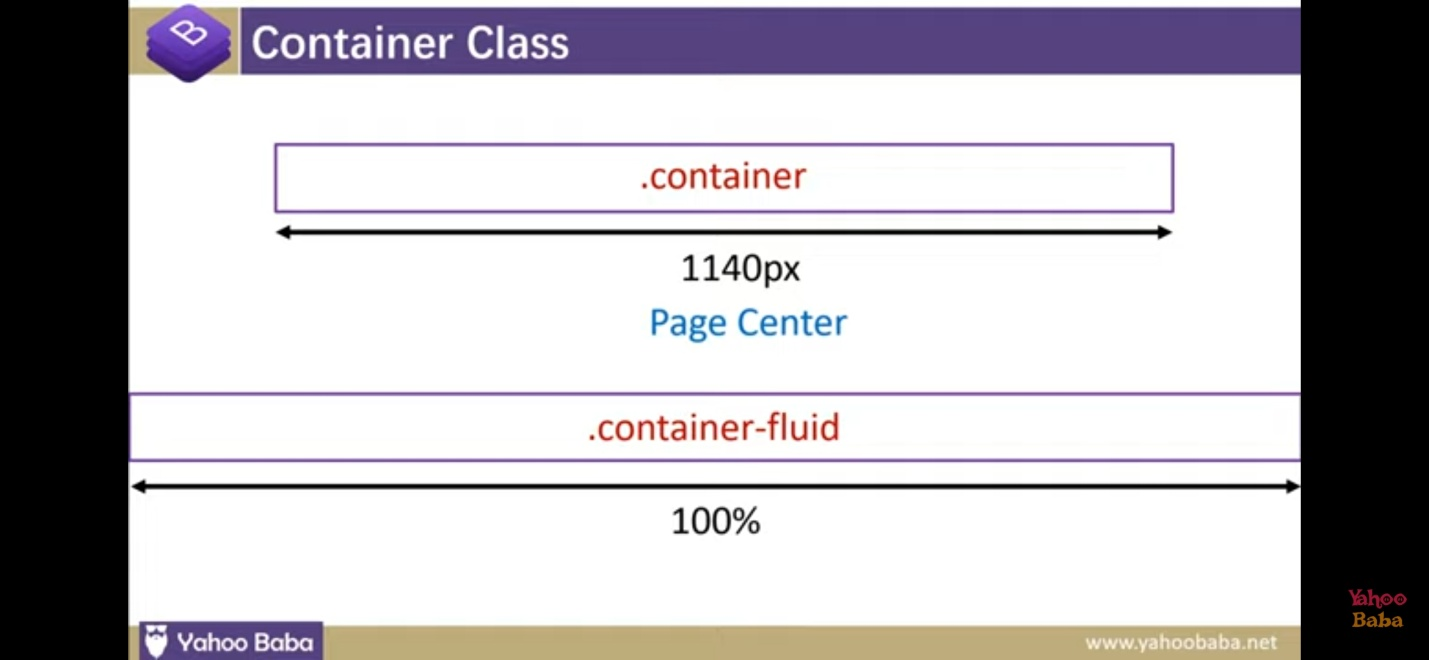 B
Container Class
.container
1140px
Page Center
.container-fluid
100%
Yahoo Baba
www.yahoobaba.net
Yahoo
Baba